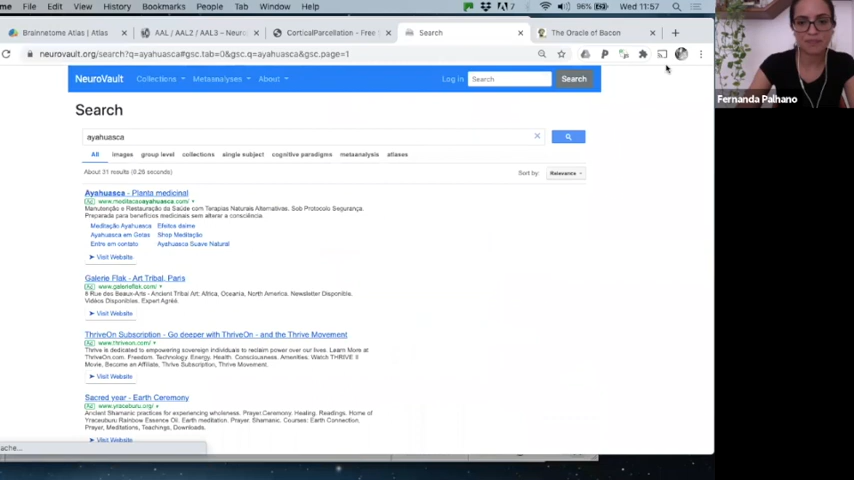 me File Edit View History Bookmarks People Tab Window Help 7 96% Wed 11:57
Brainnetome Atlas | Atlas
AAL / AAL2 / AAL3 – Neuro
CorticalParcellation - Free
Search
The Oracle of Bacon
neurovault.org/search?q=ayahuasca#gsc.tab=0&gsc.q=ayahuasca&gsc.page=1
NeuroVault Collections Metaanalyses About Log in Search Search
Fernanda Palhano
Search
ayahuasca
All images group level collections single subject cognitive paradigms metaanalysis atlases
About 31 results (0.26 seconds)
Sort by: Relevance
Ayahuasca - Planta medicinal
Ad www.meditacaoayahuasca.com/
Manutenção e Restauração da Saúde com Terapias Naturais Alternativas. Sob Protocolo Segurança.
Preparada para benefícios medicinais sem alterar a consciência.
Meditação Ayahuasca Efeitos daime
Ayahuasca em Gotas Shop Meditação
Entre em contato Ayahuasca Suave Natural
Visit Website
Galerie Flak - Art Tribal, Paris
Ad www.galerieflak.com/
8 Rue des Beaux-Arts - Ancient Tribal Art: Africa, Oceania, North America. Newsletter Disponible.
Vidéos Disponibles. Expert Agréé.
Visit Website
ThriveOn Subscription - Go deeper with ThriveOn - and the Thrive Movement
Ad www.thriveon.com/
Thrive is dedicated to empowering sovereign individuals to reclaim power over our lives. Learn More at
ThriveOn.com. Freedom. Technology. Energy. Health. Consciousness. Amenities. Watch THRIVE II
Movie, Become an Affiliate, Thrive Subscription, Thrive Movement.
Visit Website
Sacred year - Earth Ceremony
Ad www.yracaburu.org/
Ancient Shamanic practices for experiencing wholeness. Prayer.Ceremony. Healing. Readings. Home of
Yracaburu Rainbow Essence Oil. Earth meditation. Prayer. Shamanic. Courses: Earth Connection,
Prayer, Meditations, Teachings, Downloads.
Visit Website
ache...